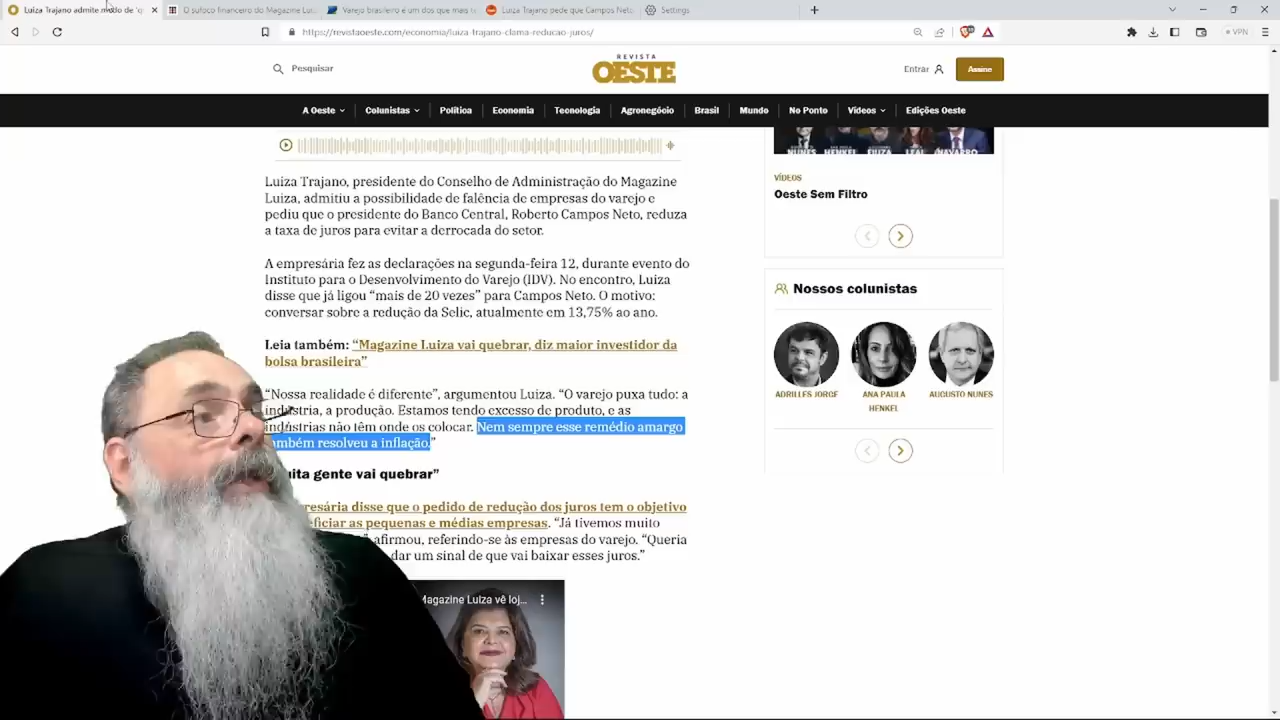 Luiza Trajano admite
O sufoco financeiro do Magazine Lui
Varejo brasileiro é um dos que mais
Luiza Trajano pede que Campos Neto
Settings
https://revistaoeste.com/economia/luiza-trajano-clama-reducao-juros/
VPN
Pesquisar
REVISTA
OESTE
Entrar
Assine
A Oeste
Colunistas
Política
Economia
Tecnologia
Agronegócio
Brasil
Mundo
No Ponto
Vídeos
Edições Oeste
Luiza Trajano, presidente do Conselho de Administração do Magazine
Luiza, admitiu a possibilidade de falência de empresas do varejo e
pediu que o presidente do Banco Central, Roberto Campos Neto, reduza
a taxa de juros para evitar a derrocada do setor.
A empresária fez as declarações na segunda-feira 12, durante evento do
Instituto para o Desenvolvimento do Varejo (IDV). No encontro, Luiza
disse que já ligou “mais de 20 vezes” para Campos Neto. O motivo:
conversar sobre a redução da Selic, atualmente em 13,75% ao ano.
Leia também: “Magazine Luiza vai quebrar, diz maior investidor da
bolsa brasileira”
“Nossa realidade é diferente”, argumentou Luiza. “O varejo puxa tudo: a
indústria, a produção. Estamos tendo excesso de produto, e as
indústrias não têm onde os colocar. Nem sempre esse remédio amargo
também resolveu a inflação.”
uita gente vai quebrar”
resária disse que o pedido de redução dos juros tem o objetivo
eficiar as pequenas e médias empresas. “Já tivemos muito
afirmou, referindo-se às empresas do varejo. “Queria
dar um sinal de que vai baixar esses juros.”
Magazine Luiza vê loj...
NUNES HENKEL FIUZA LEAL NAVARRO
VÍDEOS
Oeste Sem Filtro
Nossos colunistas
ADRILLES JORGE
ANA PAULA
HENKEL
AUGUSTO NUNES